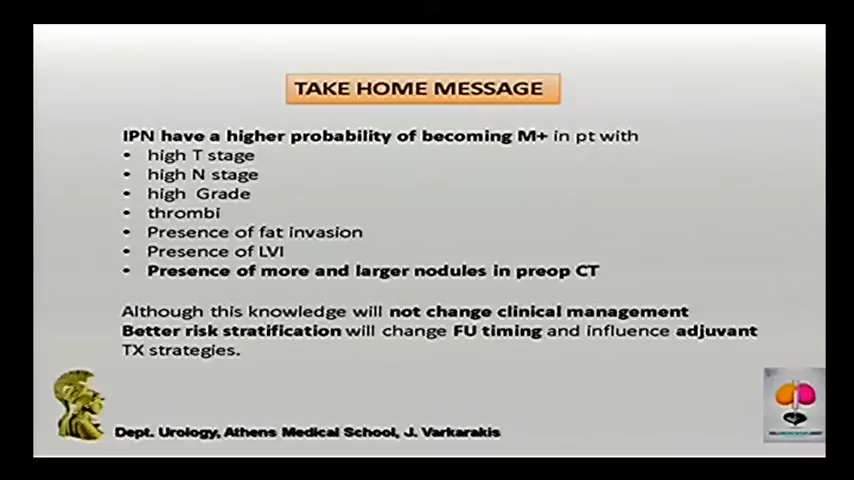 TAKE HOME MESSAGE
IPN have a higher probability of becoming M+ in pt with
• high T stage
• high N stage
• high Grade
• thrombi
• Presence of fat invasion
• Presence of LVI
• Presence of more and larger nodules in preop CT
Although this knowledge will not change clinical management
Better risk stratification will change FU timing and influence adjuvant
TX strategies.
Dept. Urology, Athens Medical School, J. Varkarakis